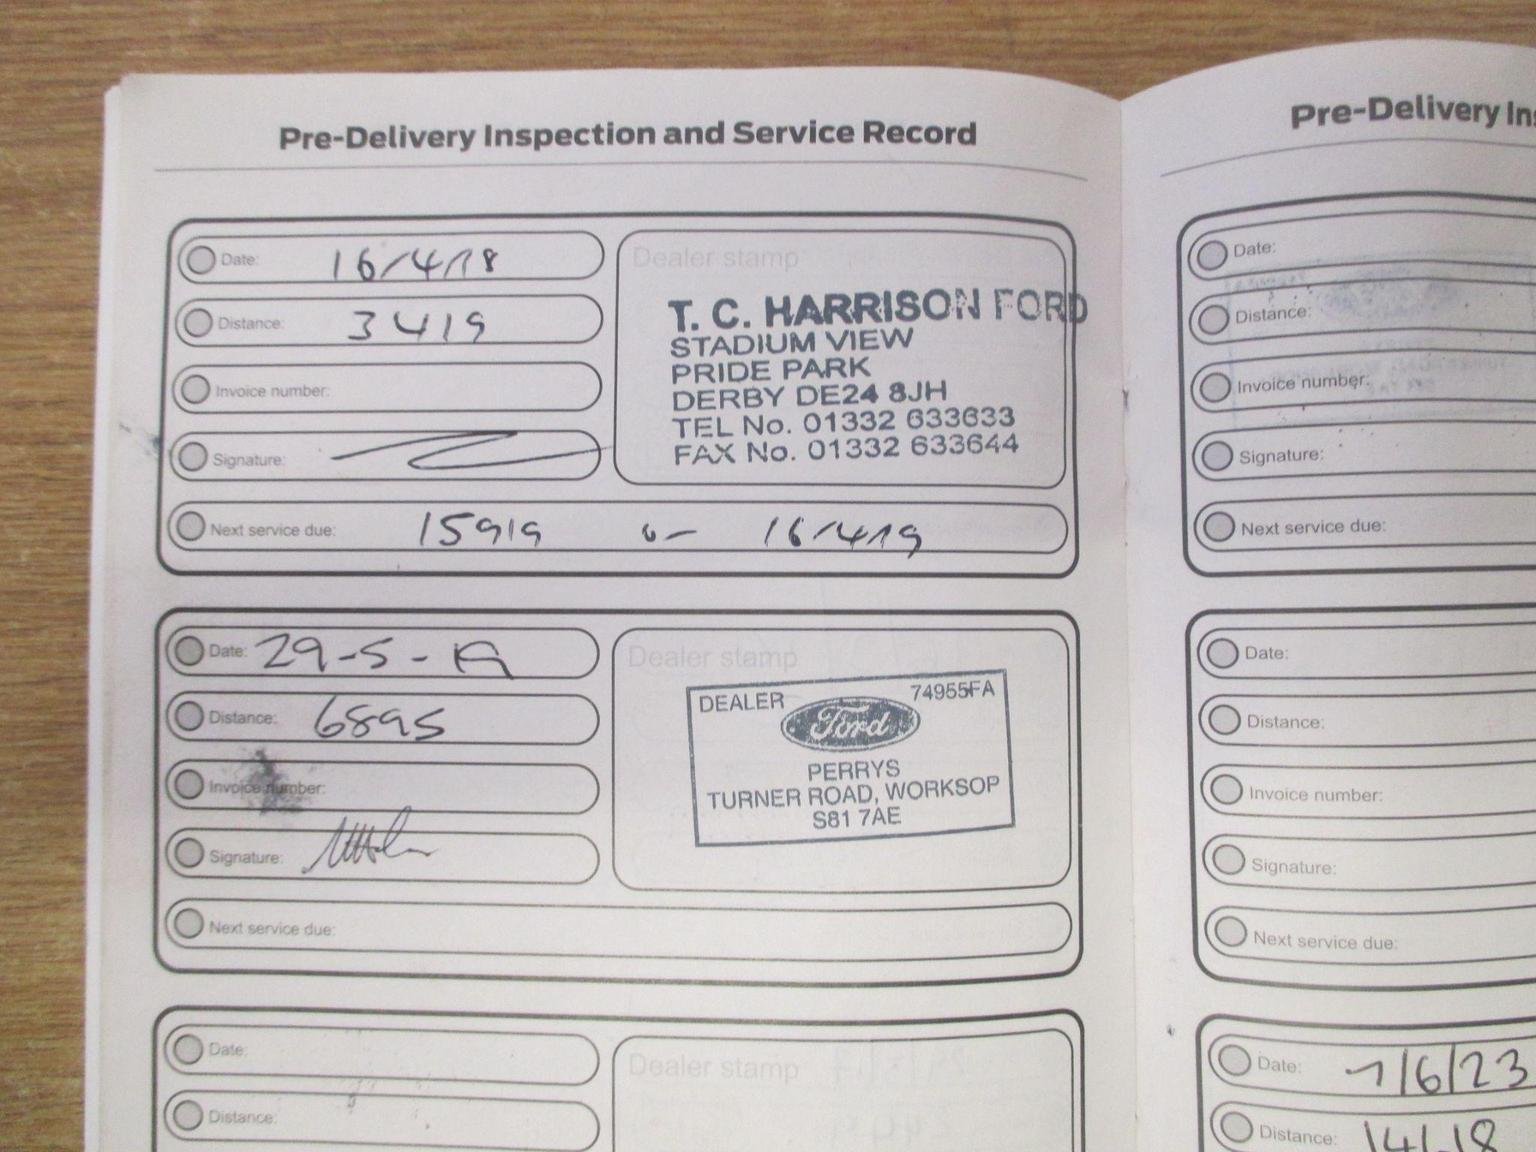 Pre-Delivery Inspection and Service Record
Date: 16/4/18
Dealer stamp
Distance: 3419
Invoice number:
Signature:
T. C. HARRISON FORD
STADIUM VIEW
PRIDE PARK
DERBY DE24 8JH
TEL No. 01332 633633
FAX No. 01332 633644
Next service due: 15919 or 16/4/19
Date: 29-5-19
Dealer stamp
Distance: 6895
Invoice number:
Signature:
DEALER 74955FA
Ford
PERRYS
TURNER ROAD, WORKSOP
S81 7AE
Next service due:
Date:
Dealer stamp
Distance:
Pre-Delivery Ins
Date:
Distance:
Invoice number:
Signature:
Next service due:
Date:
Distance:
Invoice number:
Signature:
Next service due:
Date: 7/6/23
Distance: